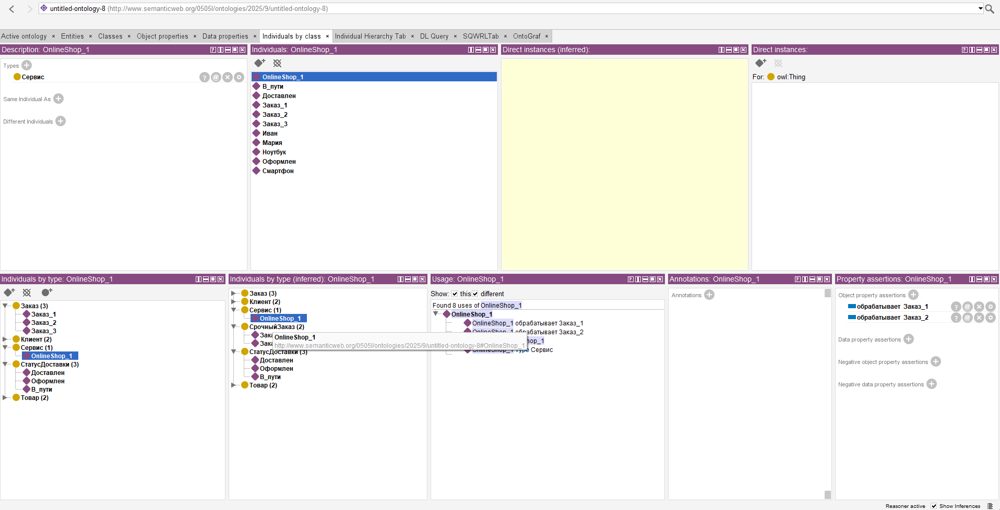 untitled-ontology-8 (http://www.semanticweb.org/0505l/ontologies/2025/9/untitled-ontology-8)
Active ontology × Entities × Classes × Object properties × Data properties × Individuals by class × Individual Hierarchy Tab × DL Query × SQWRLTab × OntoGraf ×
Description: OnlineShop_1
Types
Сервис
Same Individual As
Different Individuals
Individuals: OnlineShop_1
OnlineShop_1
В_пути
Доставлен
Заказ_1
Заказ_2
Заказ_3
Иван
Мария
Ноутбук
Оформлен
Смартфон
Direct instances (inferred):
Direct instances:
For: owl:Thing
Individuals by type: OnlineShop_1
Заказ (3)
Заказ_1
Заказ_2
Заказ_3
Клиент (2)
Сервис (1)
OnlineShop_1
СтатусДоставки (3)
Доставлен
Оформлен
В_пути
Товар (2)
Individuals by type (inferred): OnlineShop_1
Заказ (3)
Клиент (2)
Сервис (1)
OnlineShop_1
СрочныйЗаказ (2)
Зака
Зака
OnlineShop_1
http://www.semanticweb.org/0505l/ontologies/2025/9/untitled-ontology-8#OnlineShop_1
СтатусДоставки (3)
Доставлен
Оформлен
В_пути
Товар (2)
Usage: OnlineShop_1
Show: this different
Found 8 uses of OnlineShop_1
OnlineShop_1
OnlineShop_1 обрабатывает Заказ_1
OnlineShop_1 обрабатывает Заказ_2
hop_1
OnlineShop_1 Type Сервис
Annotations: OnlineShop_1
Annotations
Property assertions: OnlineShop_1
Object property assertions
обрабатывает Заказ_1
обрабатывает Заказ_2
Data property assertions
Negative object property assertions
Negative data property assertions
Reasoner active Show Inferences